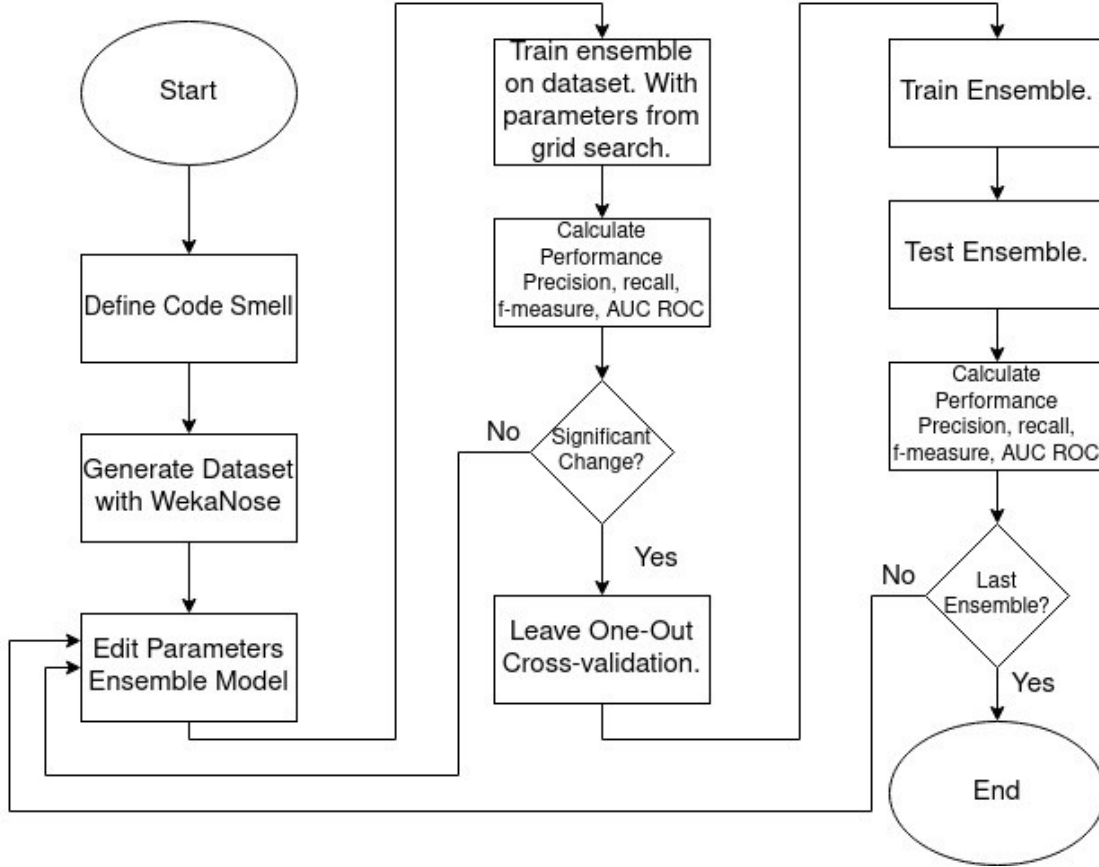 Start
Define Code Smell
Generate Dataset
with WekaNose
Edit Parameters
Ensemble Model
Train ensemble
on dataset. With
parameters from
grid search.
Calculate
Performance
Precision, recall,
f-measure, AUC ROC
Significant
Change?
No
Yes
Leave One-Out
Cross-validation.
Train Ensemble.
Test Ensemble.
Calculate
Performance
Precision, recall,
f-measure, AUC ROC
Last
Ensemble?
No
Yes
End